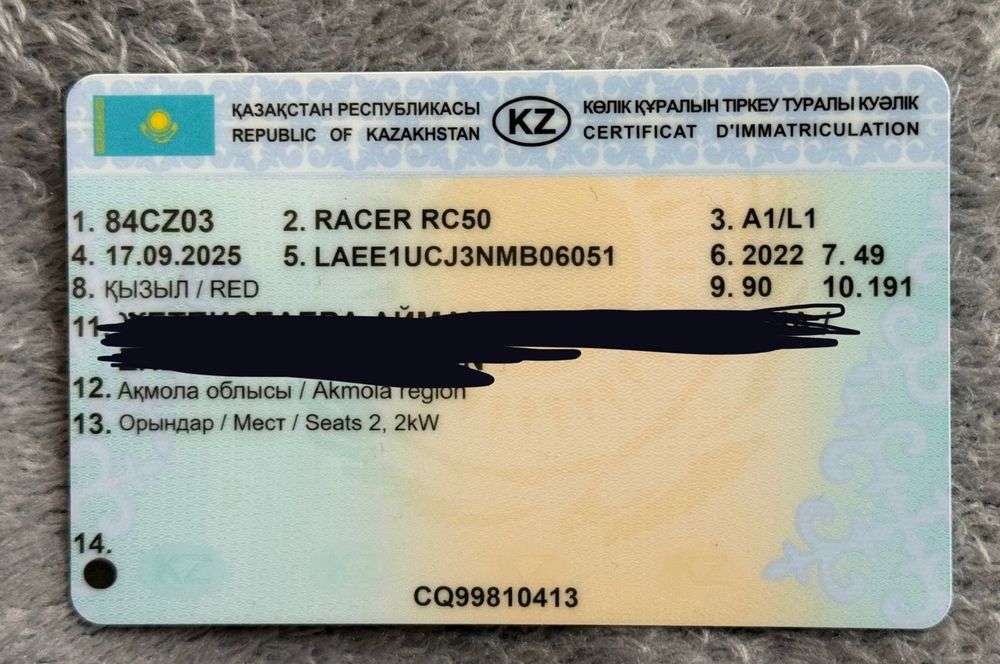 ҚАЗАҚСТАН РЕСПУБЛИКАСЫ
REPUBLIC OF KAZAKHSTAN
KZ
КӨЛІК ҚҰРАЛЫН ТІРКЕУ ТУРАЛЫ КУӘЛІК
CERTIFICAT D'IMMATRICULATION
1. 84CZ03 2. RACER RC50 3. A1/L1
4. 17.09.2025 5. LAEE1UCJ3NMB06051 6. 2022 7. 49
8. ҚЫЗЫЛ / RED 9. 90 10. 191
11.
12. Ақмола облысы / Akmola region
13. Орындар / Мест / Seats 2, 2kW
14.
KZ
CQ99810413